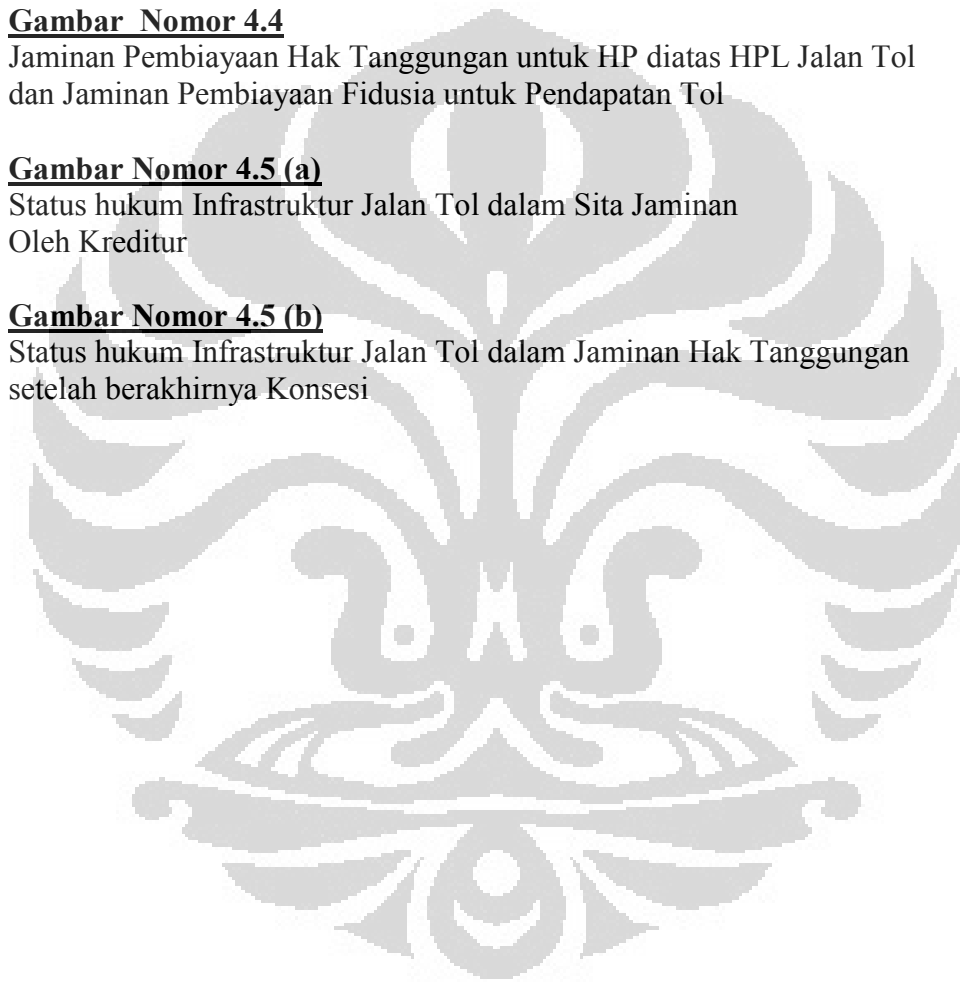 Gambar  Nomor 4.4
Jaminan Pembiayaan Hak Tanggungan untuk HP diatas HPL Jalan Tol
dan Jaminan Pembiayaan Fidusia untuk Pendapatan Tol
Gambar Nomor 4.5 (a)
Status hukum Infrastruktur Jalan Tol dalam Sita Jaminan
Oleh Kreditur
Gambar Nomor 4.5 (b)
Status hukum Infrastruktur Jalan Tol dalam Jaminan Hak Tanggungan
setelah berakhirnya Konsesi